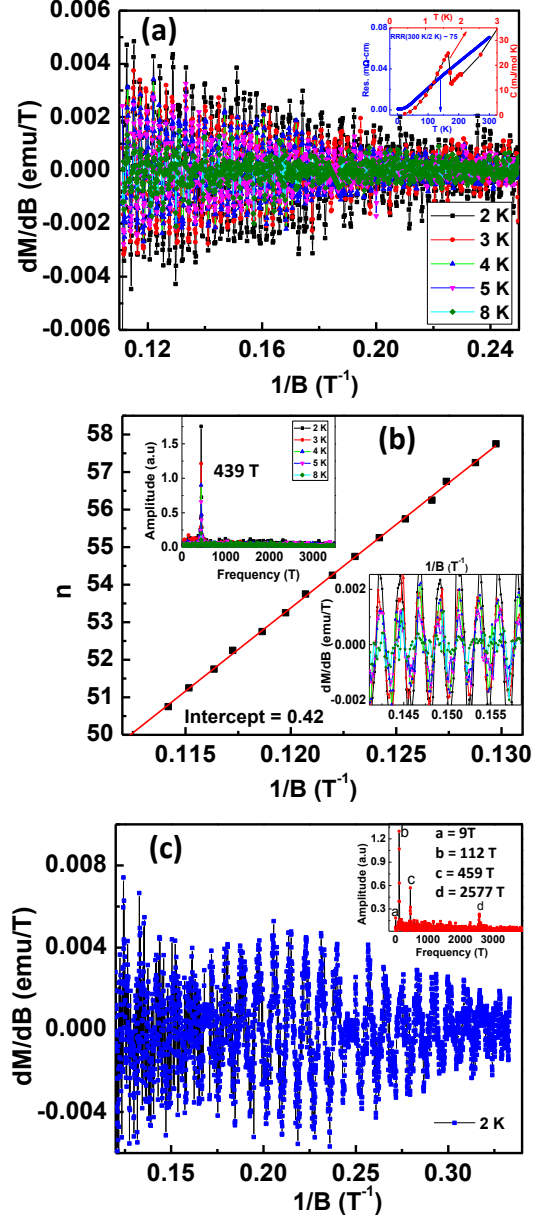 (a)
T (K)
0 1 2 3
RRR(300 K/2 K) ~ 75
Res. (mΩ-cm)
0.08
0.04
0.00
C (mJ/mol K)
30
20
10
0
0 100 200 300
T (K)
dM/dB (emu/T)
0.006
0.004
0.002
0.000
-0.002
-0.004
-0.006
2 K
3 K
4 K
5 K
8 K
0.12 0.16 0.20 0.24
1/B (T⁻¹)
(b)
n
58
57
56
55
54
53
52
51
50
Amplitude (a.u)
1.5
1.0
0.5
0.0
439 T
2 K
3 K
4 K
5 K
8 K
0 1000 2000 3000
Frequency (T)
1/B (T⁻¹)
dM/dB (emu/T)
0.002
0.000
-0.002
0.145 0.150 0.155
Intercept = 0.42
0.115 0.120 0.125 0.130
1/B (T⁻¹)
(c)
dM/dB (emu/T)
0.008
0.004
0.000
-0.004
Amplitude (a.u)
1.2
0.9
0.6
0.3
a
b
c
d
a = 9T
b = 112 T
c = 459 T
d = 2577 T
0 1000 2000 3000
Frequency (T)
2 K
0.15 0.20 0.25 0.30
1/B (T⁻¹)